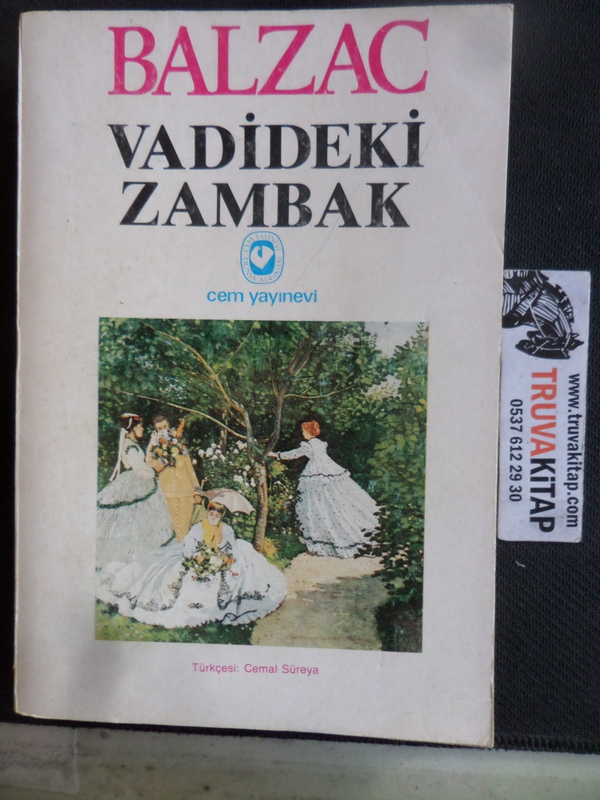 BALZAC
VADİDEKİ
ZAMBAK
cem yayınevi
Türkçesi: Cemal Süreya
www.truvakitap.com
TRUVAKİTAP
0537 612 29 30